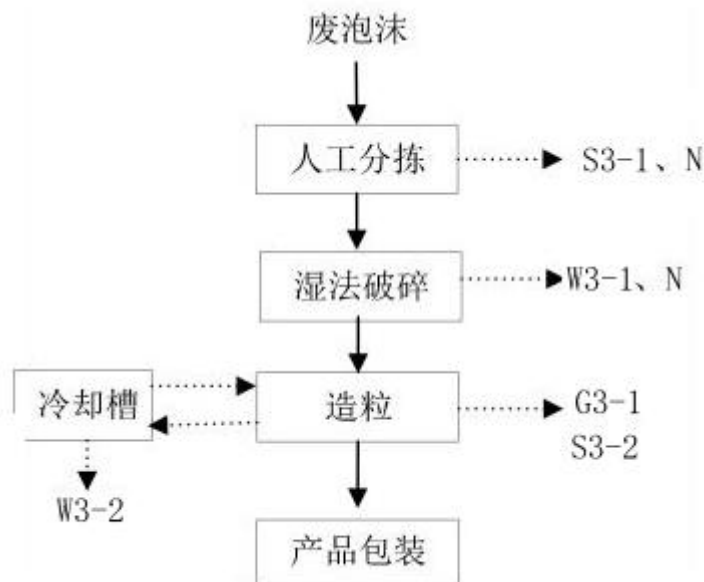 废泡沫
人工分拣
S3-1、N
湿法破碎
W3-1、N
冷却槽
造粒
G3-1
S3-2
W3-2
产品包装